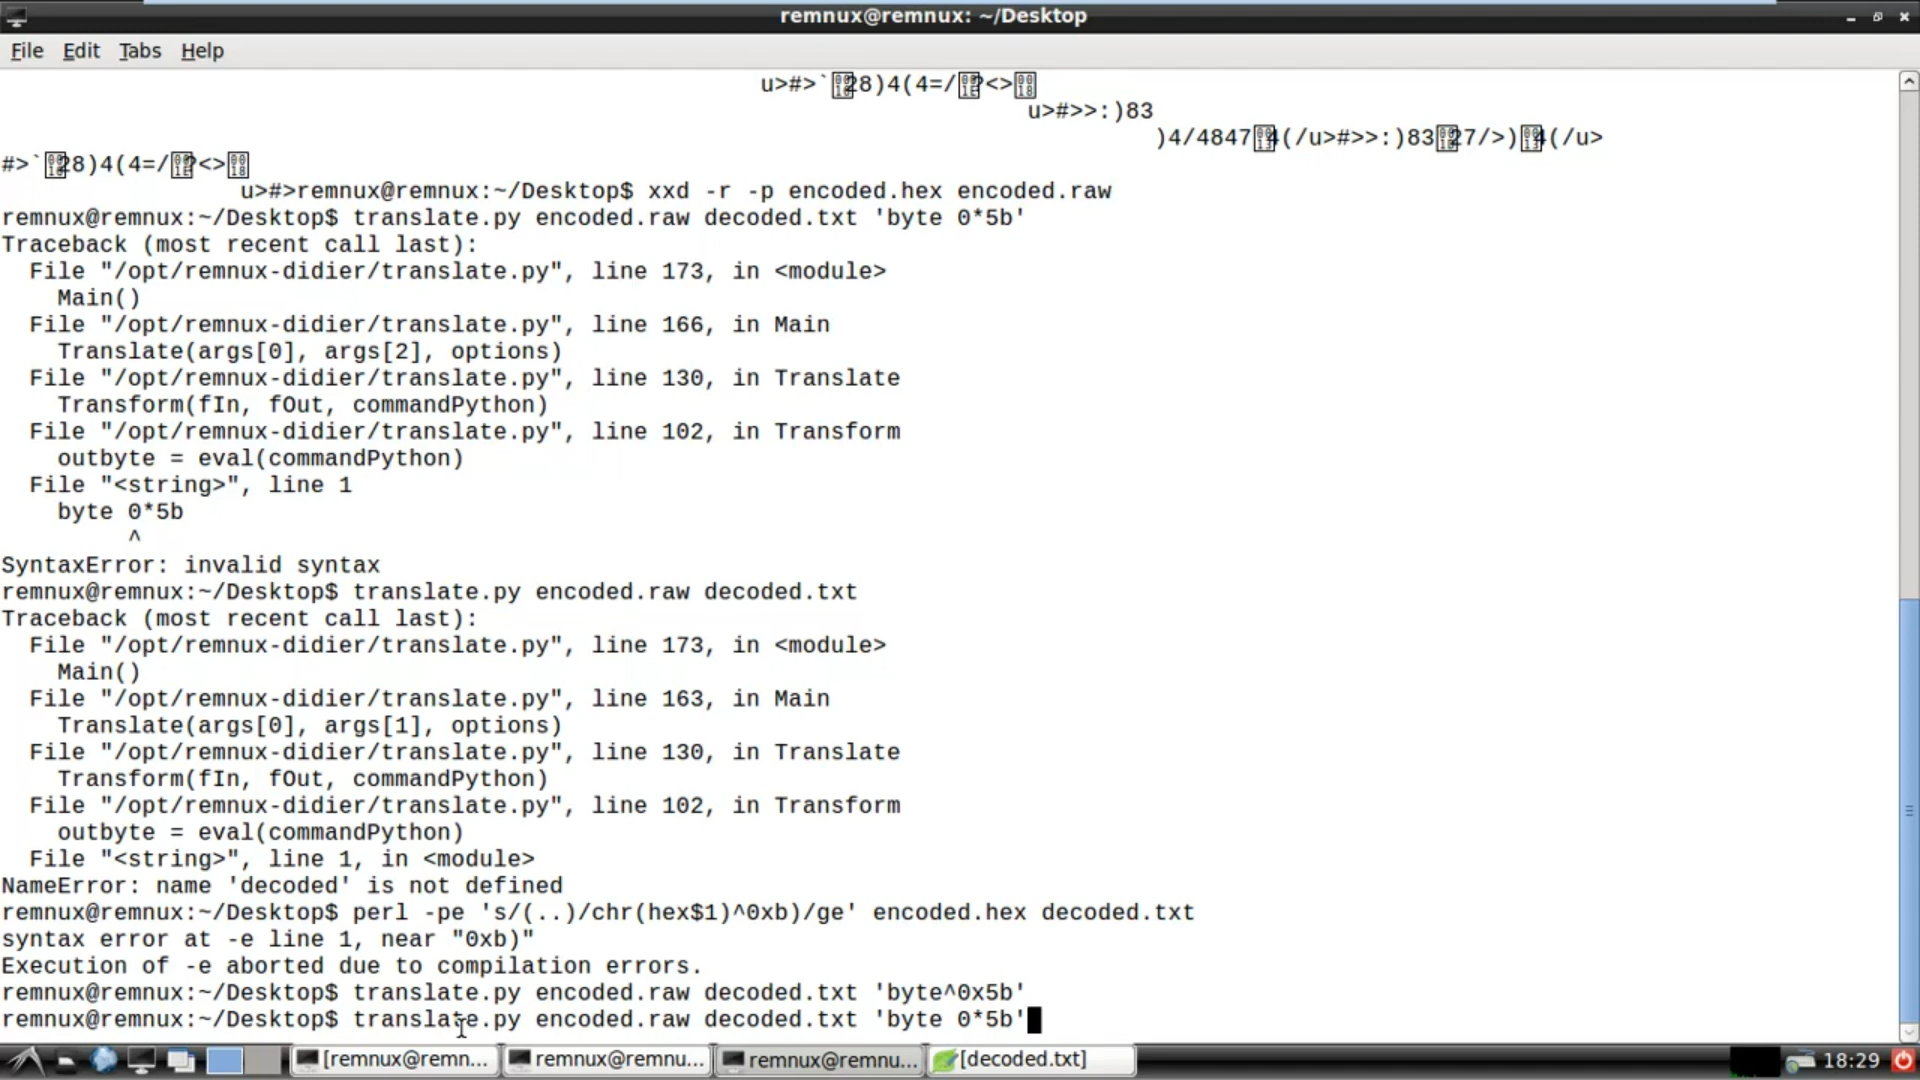 remnux@remnux: ~/Desktop
File Edit Tabs Help
u>#>`28)4(4=/?<>
u>#>>:)83
)4/48474(/u>#>>:)8327/>)4(/u>
#>`28)4(4=/?<>
u>#>remnux@remnux:~/Desktop$ xxd -r -p encoded.hex encoded.raw
remnux@remnux:~/Desktop$ translate.py encoded.raw decoded.txt 'byte 0*5b'
Traceback (most recent call last):
  File "/opt/remnux-didier/translate.py", line 173, in <module>
    Main()
  File "/opt/remnux-didier/translate.py", line 166, in Main
    Translate(args[0], args[2], options)
  File "/opt/remnux-didier/translate.py", line 130, in Translate
    Transform(fIn, fOut, commandPython)
  File "/opt/remnux-didier/translate.py", line 102, in Transform
    outbyte = eval(commandPython)
  File "<string>", line 1
    byte 0*5b
         ^
SyntaxError: invalid syntax
remnux@remnux:~/Desktop$ translate.py encoded.raw decoded.txt
Traceback (most recent call last):
  File "/opt/remnux-didier/translate.py", line 173, in <module>
    Main()
  File "/opt/remnux-didier/translate.py", line 163, in Main
    Translate(args[0], args[1], options)
  File "/opt/remnux-didier/translate.py", line 130, in Translate
    Transform(fIn, fOut, commandPython)
  File "/opt/remnux-didier/translate.py", line 102, in Transform
    outbyte = eval(commandPython)
  File "<string>", line 1, in <module>
NameError: name 'decoded' is not defined
remnux@remnux:~/Desktop$ perl -pe 's/(..)/chr(hex$1)^0xb)/ge' encoded.hex decoded.txt
syntax error at -e line 1, near "0xb)"
Execution of -e aborted due to compilation errors.
remnux@remnux:~/Desktop$ translate.py encoded.raw decoded.txt 'byte^0x5b'
remnux@remnux:~/Desktop$ translate.py encoded.raw decoded.txt 'byte 0*5b'
[remnux@remn... remnux@remnu... remnux@remnu... [decoded.txt] 18:29